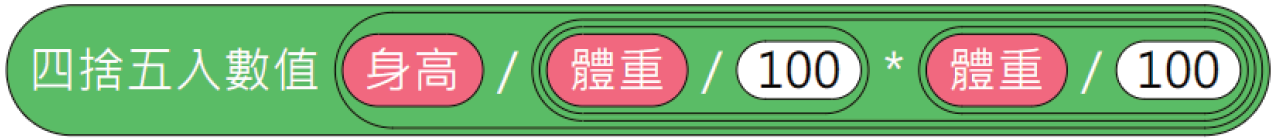 四捨五入數值 身高 / 體重 / 100 * 體重 / 100